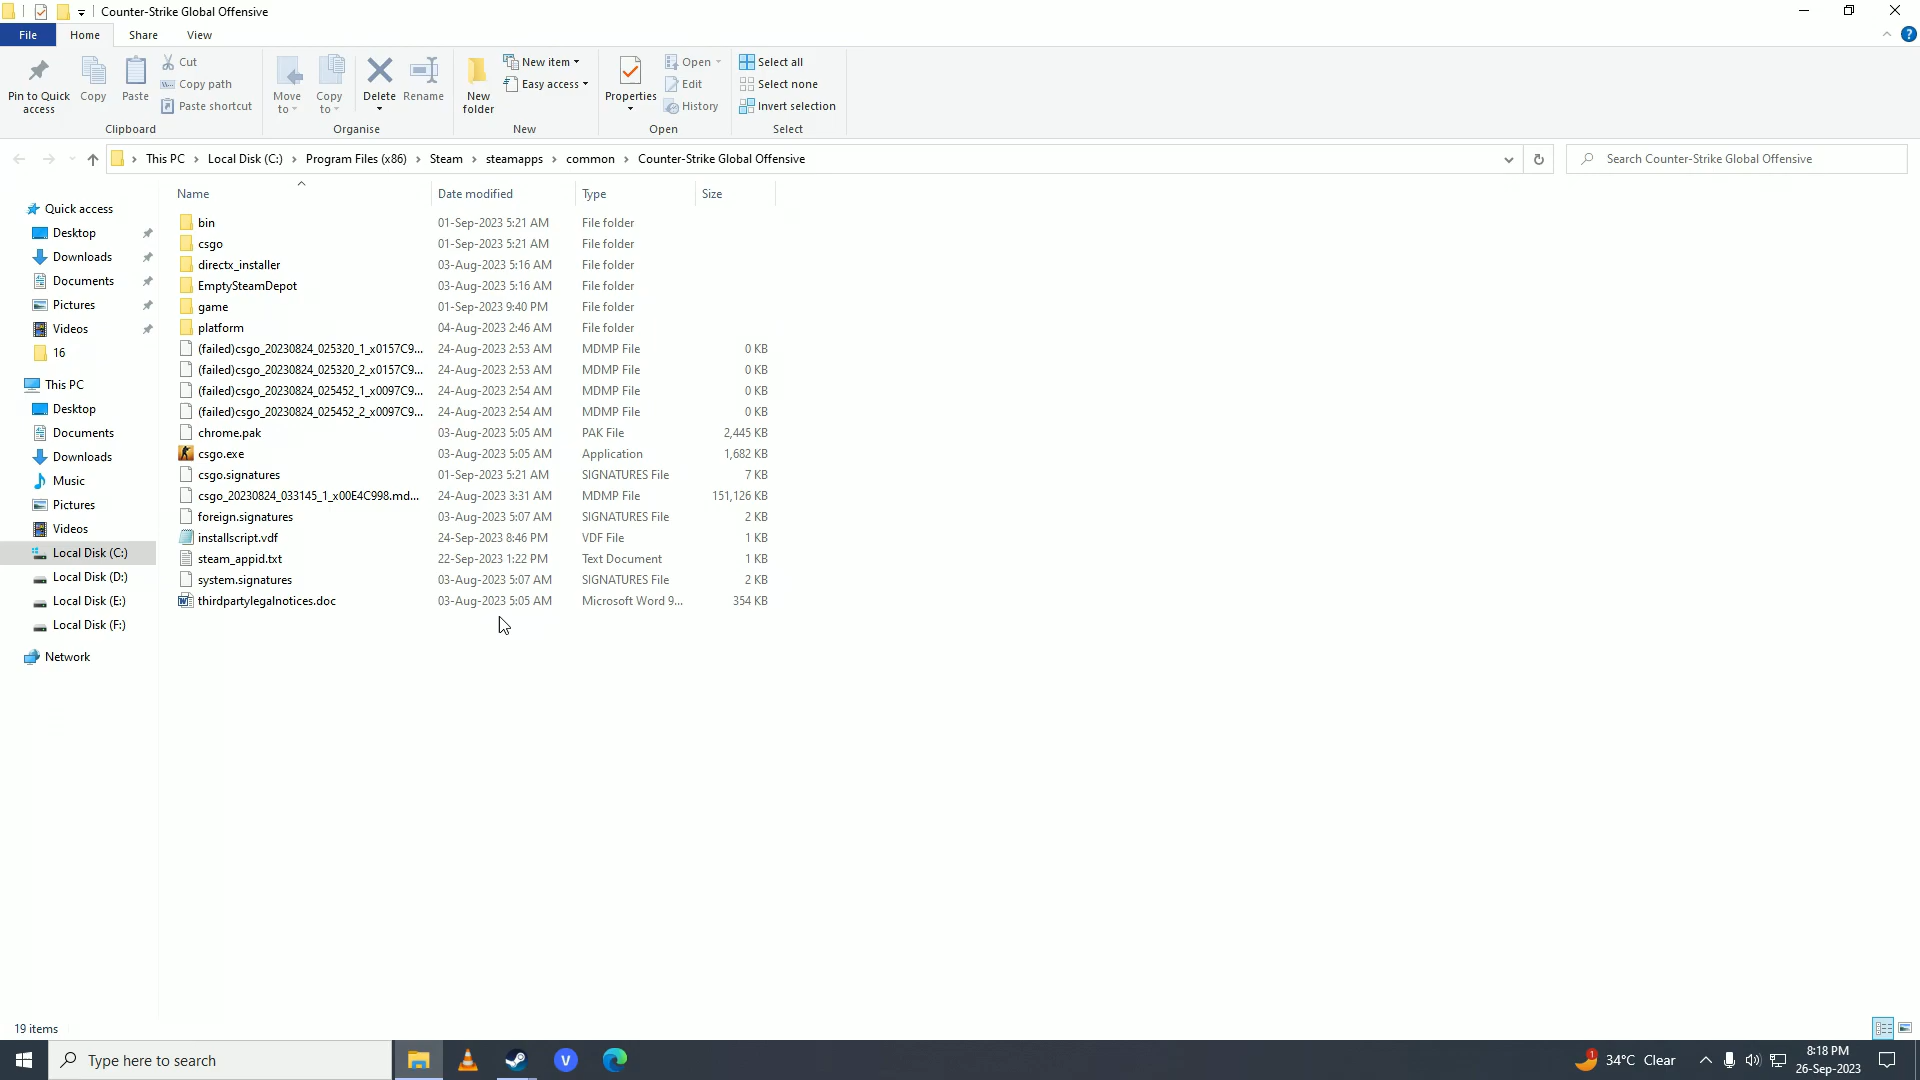 Counter-Strike Global Offensive
File Home Share View
Pin to Quick access
Copy
Paste
Cut
Copy path
Paste shortcut
Clipboard
Move to
Copy to
Delete
Rename
Organise
New folder
New item
Easy access
New
Properties
Open
Edit
History
Open
Select all
Select none
Invert selection
Select
This PC > Local Disk (C:) > Program Files (x86) > Steam > steamapps > common > Counter-Strike Global Offensive
Search Counter-Strike Global Offensive
Quick access
Desktop
Downloads
Documents
Pictures
Videos
16
This PC
Desktop
Documents
Downloads
Music
Pictures
Videos
Local Disk (C:)
Local Disk (D:)
Local Disk (E:)
Local Disk (F:)
Network
Name Date modified Type Size
bin 01-Sep-2023 5:21 AM File folder
csgo 01-Sep-2023 5:21 AM File folder
directx_installer 03-Aug-2023 5:16 AM File folder
EmptySteamDepot 03-Aug-2023 5:16 AM File folder
game 01-Sep-2023 9:40 PM File folder
platform 04-Aug-2023 2:46 AM File folder
(failed)csgo_20230824_025320_1_x0157C9... 24-Aug-2023 2:53 AM MDMP File 0 KB
(failed)csgo_20230824_025320_2_x0157C9... 24-Aug-2023 2:53 AM MDMP File 0 KB
(failed)csgo_20230824_025452_1_x0097C9... 24-Aug-2023 2:54 AM MDMP File 0 KB
(failed)csgo_20230824_025452_2_x0097C9... 24-Aug-2023 2:54 AM MDMP File 0 KB
chrome.pak 03-Aug-2023 5:05 AM PAK File 2,445 KB
csgo.exe 03-Aug-2023 5:05 AM Application 1,682 KB
csgo.signatures 01-Sep-2023 5:21 AM SIGNATURES File 7 KB
csgo_20230824_033145_1_x00E4C998.md... 24-Aug-2023 3:31 AM MDMP File 151,126 KB
foreign.signatures 03-Aug-2023 5:07 AM SIGNATURES File 2 KB
installscript.vdf 24-Sep-2023 8:46 PM VDF File 1 KB
steam_appid.txt 22-Sep-2023 1:22 PM Text Document 1 KB
system.signatures 03-Aug-2023 5:07 AM SIGNATURES File 2 KB
thirdpartylegalnotices.doc 03-Aug-2023 5:05 AM Microsoft Word 9... 354 KB
19 items
Type here to search
V
1
34°C Clear
8:18 PM
26-Sep-2023